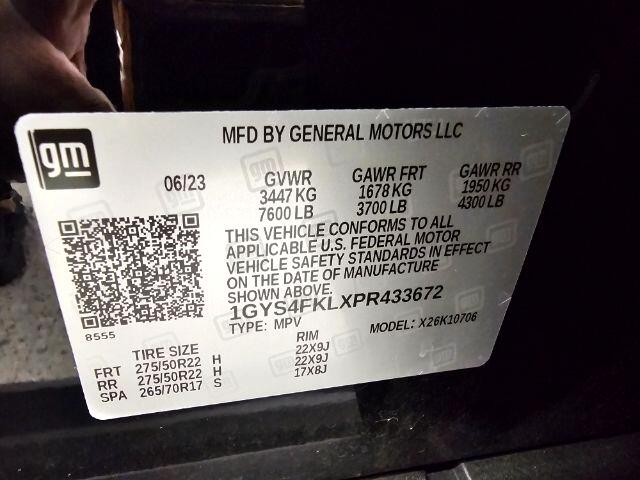 gm
MFD BY GENERAL MOTORS LLC
06/23
GVWR GAWR FRT GAWR RR
3447 KG 1678 KG 1950 KG
7600 LB 3700 LB 4300 LB
THIS VEHICLE CONFORMS TO ALL
APPLICABLE U.S. FEDERAL MOTOR
VEHICLE SAFETY STANDARDS IN EFFECT
ON THE DATE OF MANUFACTURE
SHOWN ABOVE.
1GYS4FKLXPR433672
TYPE: MPV MODEL: X26K10706
8555
TIRE SIZE RIM
FRT 275/50R22 H 22X9J
RR 275/50R22 H 22X9J
SPA 265/70R17 S 17X8J